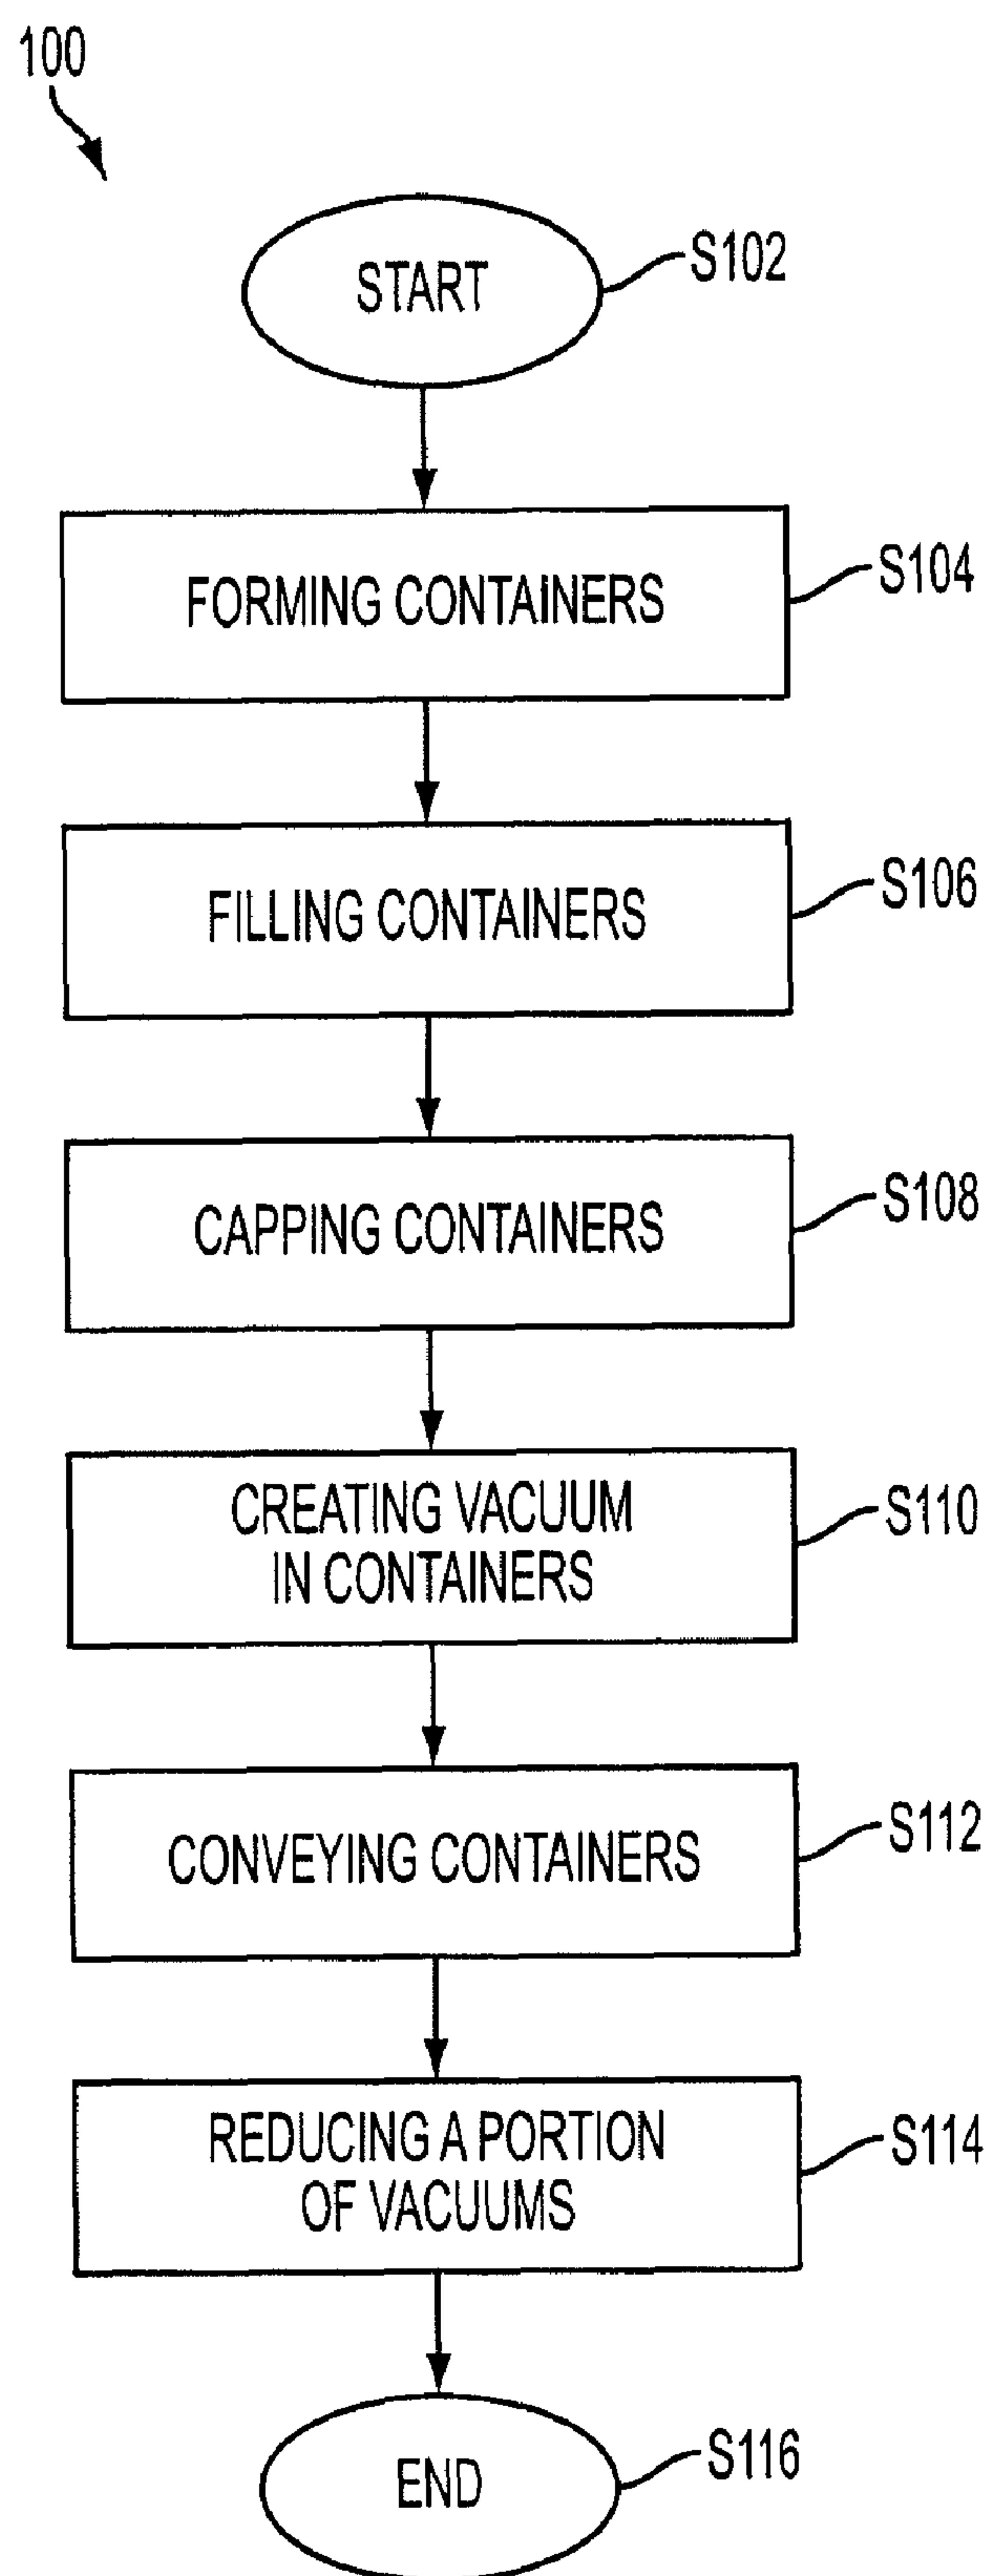 100
START
S102
FORMING CONTAINERS
S104
FILLING CONTAINERS
S106
CAPPING CONTAINERS
S108
CREATING VACUUM
IN CONTAINERS
S110
CONVEYING CONTAINERS
S112
REDUCING A PORTION
OF VACUUMS
S114
END
S116